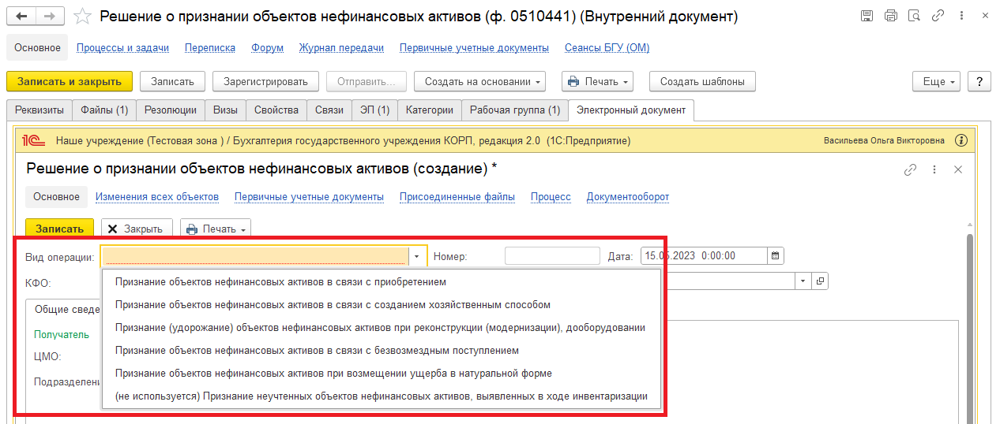 Решение о признании объектов нефинансовых активов (ф. 0510441) (Внутренний документ)
Основное Процессы и задачи Переписка Форум Журнал передачи Первичные учетные документы Сеансы БГУ (ОМ)
Записать и закрыть Записать Зарегистрировать Отправить... Создать на основании Печать Создать шаблоны Еще ?
Реквизиты Файлы (1) Резолюции Визы Свойства Связи ЭП (1) Категории Рабочая группа (1) Электронный документ
1С Наше учреждение (Тестовая зона ) / Бухгалтерия государственного учреждения КОРП, редакция 2.0 (1С:Предприятие) Васильева Ольга Викторовна
Решение о признании объектов нефинансовых активов (создание) *
Основное Изменения всех объектов Первичные учетные документы Присоединенные файлы Процесс Документооборот
Записать Закрыть Печать
Вид операции: Номер: Дата: 15.05.2023 0:00:00
КФО:
Признание объектов нефинансовых активов в связи с приобретением
Признание объектов нефинансовых активов в связи с созданием хозяйственным способом
Общие сведе
Признание (удорожание) объектов нефинансовых активов при реконструкции (модернизации), дооборудовании
Получатель
Признание объектов нефинансовых активов в связи с безвозмездным поступлением
ЦМО:
Признание объектов нефинансовых активов при возмещении ущерба в натуральной форме
Подразделени
(не используется) Признание неучтенных объектов нефинансовых активов, выявленных в ходе инвентаризации